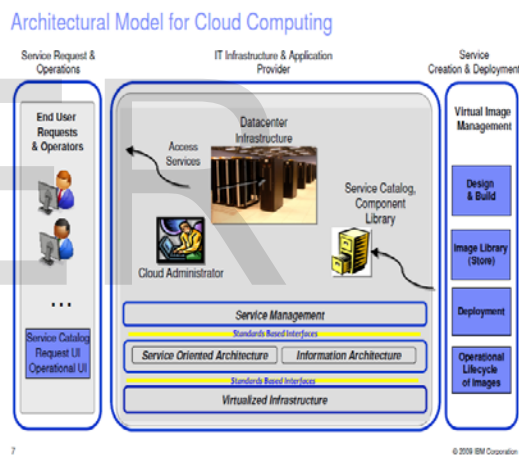 Architectural Model for Cloud Computing
Service Request &
Operations
IT Infrastructure & Application
Provider
Service
Creation & Deployment
End User
Requests
& Operators
...
Service Catalog
Request UI
Operational UI
Access
Services
Datacenter
Infrastructure
Service Catalog,
Component
Library
Cloud Administrator
Service Management
Standards Based Interfaces
Service Oriented Architecture
Information Architecture
Standards Based Interfaces
Virtualized Infrastructure
Virtual Image
Management
Design
& Build
Image Library
(Store)
Deployment
Operational
Lifecycle
of Images
ER
7
© 2009 IBM Corporation